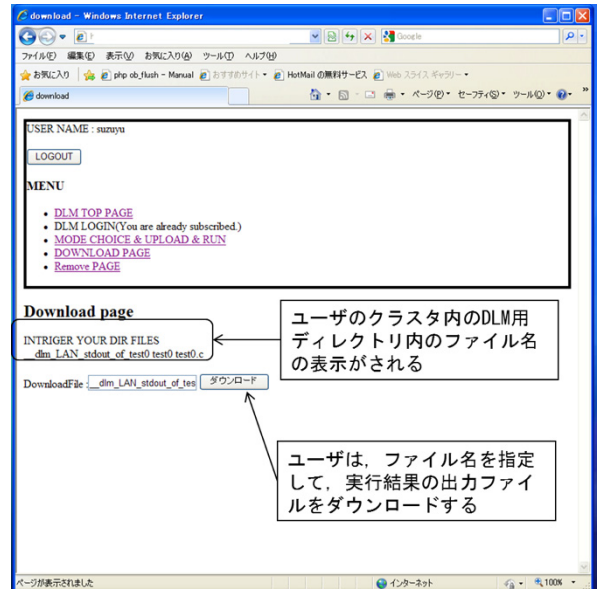 download - Windows Internet Explorer
Google
ファイル(F) 編集(E) 表示(V) お気に入り(A) ツール(T) ヘルプ(H)
お気に入り php ob_flush - Manual おすすめサイト HotMail の無料サービス Web スライス ギャラリー
download
ページ(P) セーフティ(S) ツール(O)
USER NAME : suzuyu
LOGOUT
MENU
DLM TOP PAGE
DLM LOGIN(You are already subscribed.)
MODE CHOICE & UPLOAD & RUN
DOWNLOAD PAGE
Remove PAGE
Download page
INTRIGER YOUR DIR FILES
__dlm_LAN_stdout_of_test0 test0 test0.c
DownloadFile : __dlm_LAN_stdout_of_tes ダウンロード
ユーザのクラスタ内のDLM用
ディレクトリ内のファイル名
の表示がされる
ユーザは，ファイル名を指定
して，実行結果の出力ファイ
ルをダウンロードする
ページが表示されました インターネット 100%